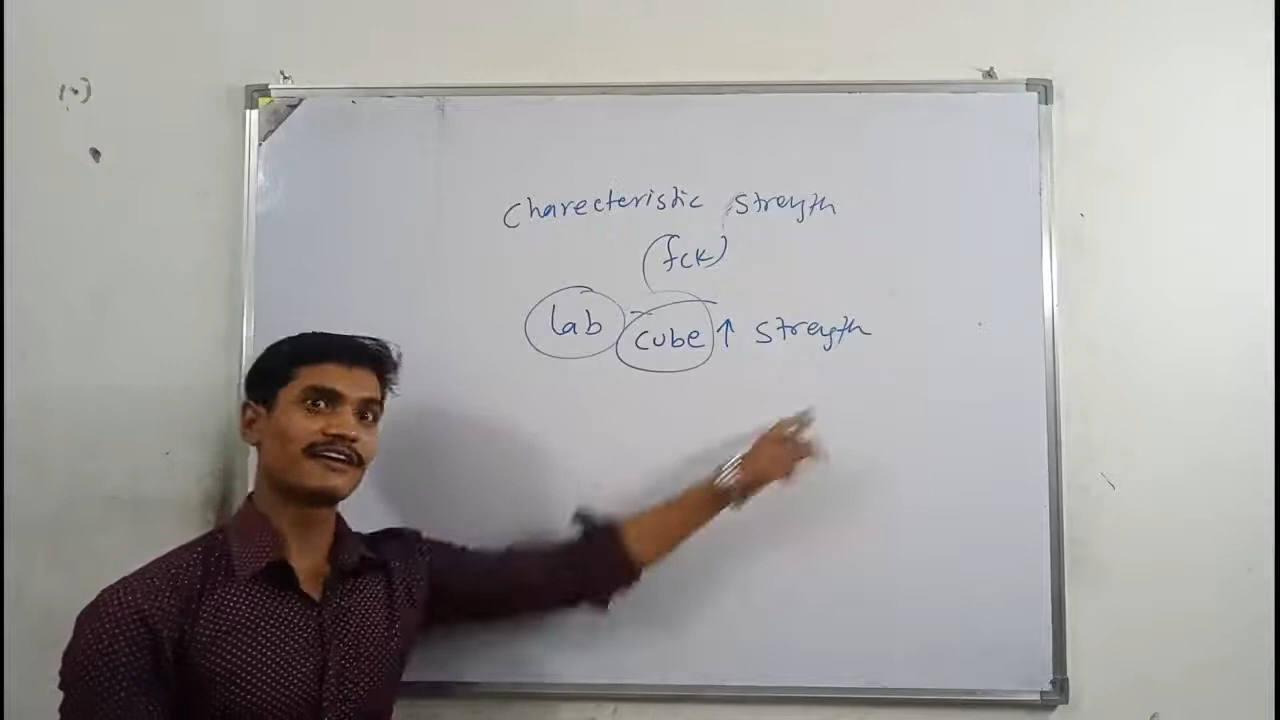 Charecteristic Strength
(fck)
lab - cube ↑ Strength